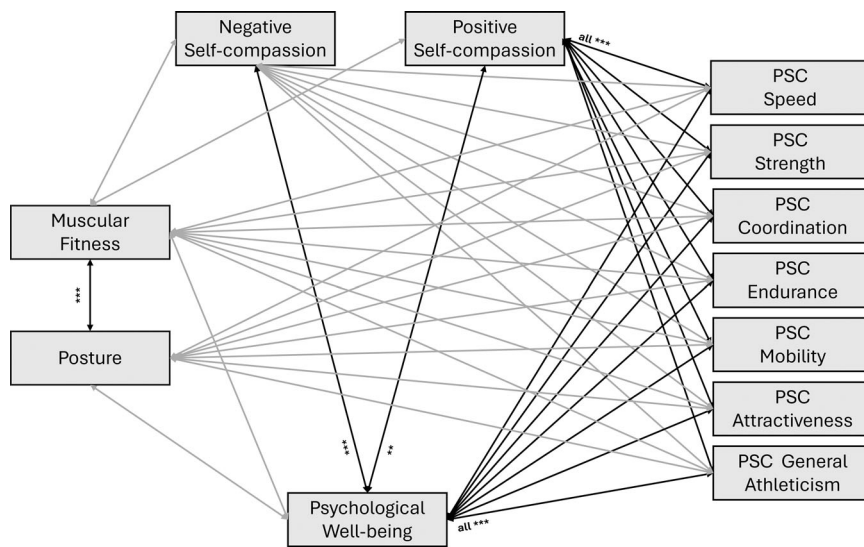 Negative
Self-compassion
Positive
Self-compassion
all ***
PSC
Speed
PSC
Strength
Muscular
Fitness
PSC
Coordination
***
PSC
Endurance
Posture
PSC
Mobility
PSC
Attractiveness
***
**
PSC General
Athleticism
Psychological
Well-being
all ***